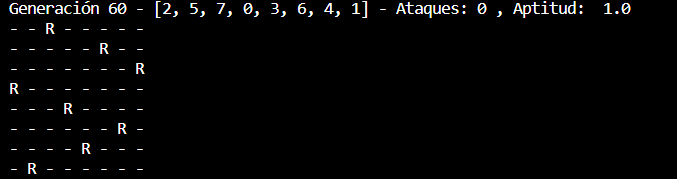 Generación 60 - [2, 5, 7, 0, 3, 6, 4, 1] - Ataques: 0 , Aptitud:  1.0
- - R - - - - -
- - - - - R - -
- - - - - - - R
R - - - - - - -
- - - R - - - -
- - - - - - R -
- - - - R - - -
- R - - - - - -